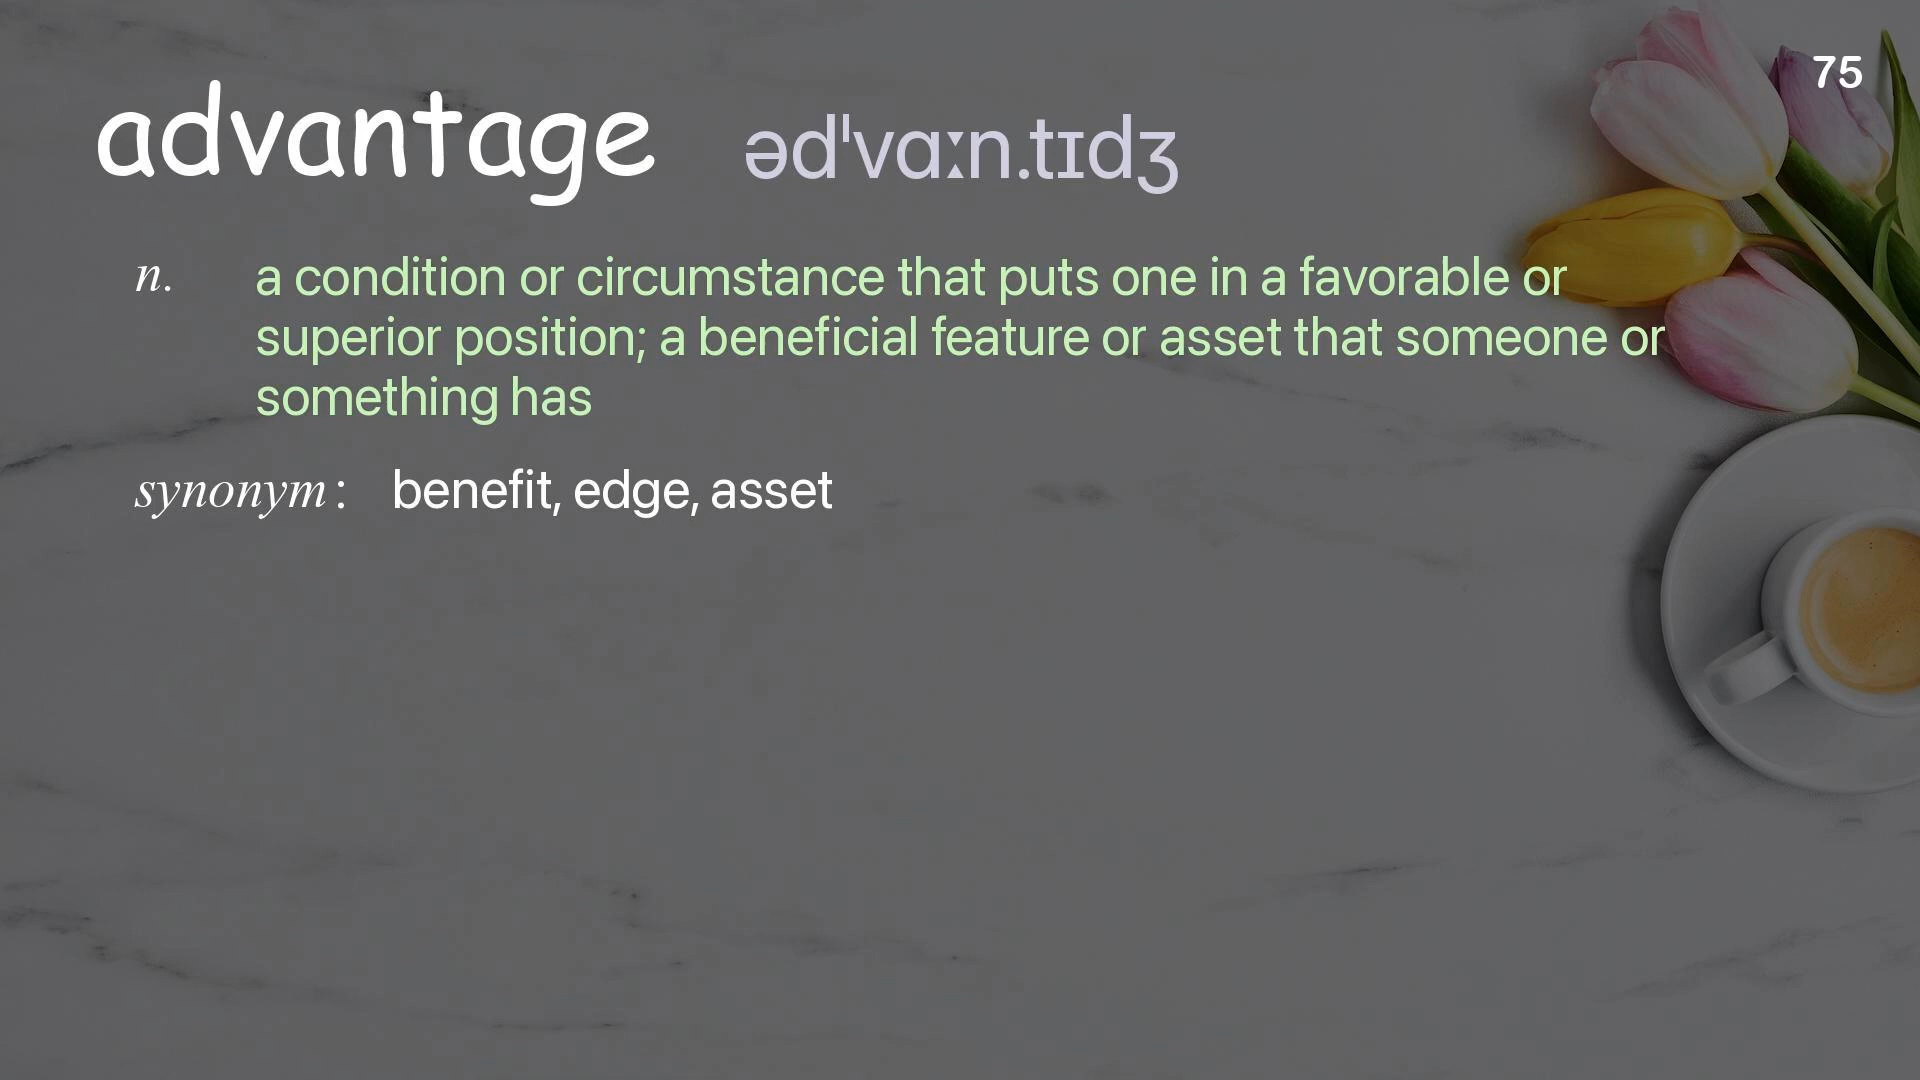 75
advantage ədˈvɑːn.tɪdʒ
n. a condition or circumstance that puts one in a favorable or
superior position; a beneficial feature or asset that someone or
something has
synonym : benefit, edge, asset